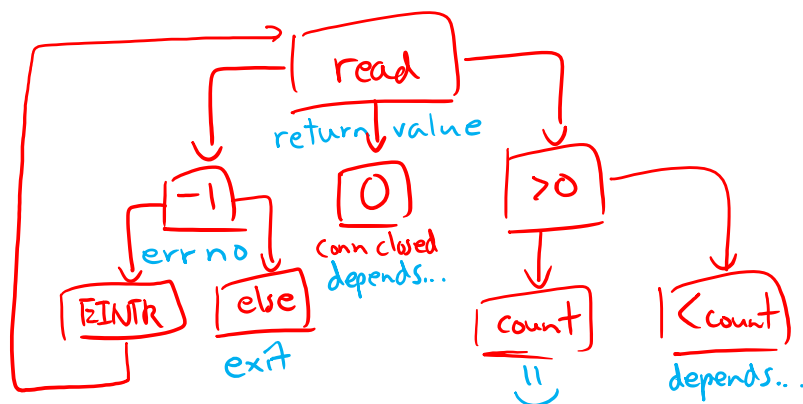 read
return value
-1
0
>0
errno
conn closed
depends...
EINTR
else
count
<count
exit
depends...